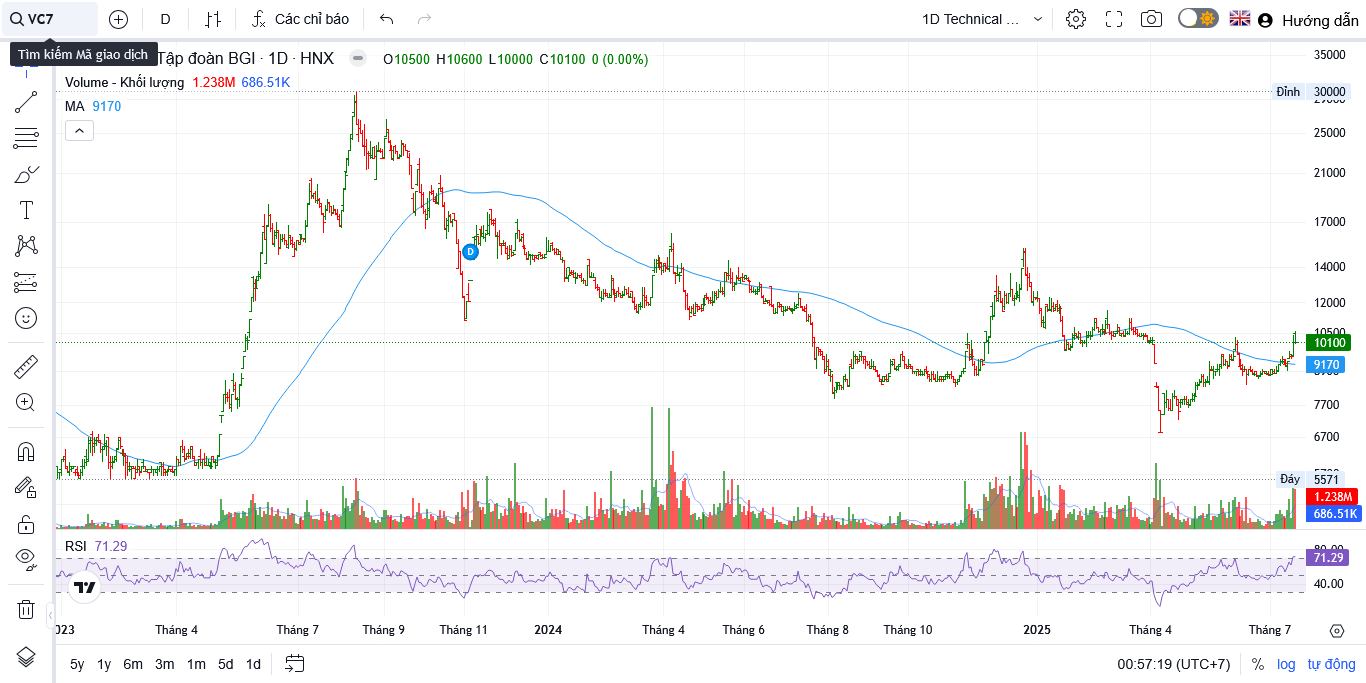 VC7
D
Các chỉ báo
1D Technical ...
Hướng dẫn
Tìm kiếm Mã giao dịch
Tập đoàn BGI · 1D · HNX
O10500 H10600 L10000 C10100 0 (0.00%)
Volume - Khối lượng 1.238M 686.51K
MA 9170
D
35000
Đỉnh 30000
25000
21000
17000
14000
12000
10500
10100
9170
7700
6700
Đáy 5571
1.238M
686.51K
RSI 71.29
80.00
71.29
40.00
023
Tháng 4
Tháng 7
Tháng 9
Tháng 11
2024
Tháng 4
Tháng 6
Tháng 8
Tháng 10
2025
Tháng 4
Tháng 7
5y 1y 6m 3m 1m 5d 1d
00:57:19 (UTC+7)
% log tự động